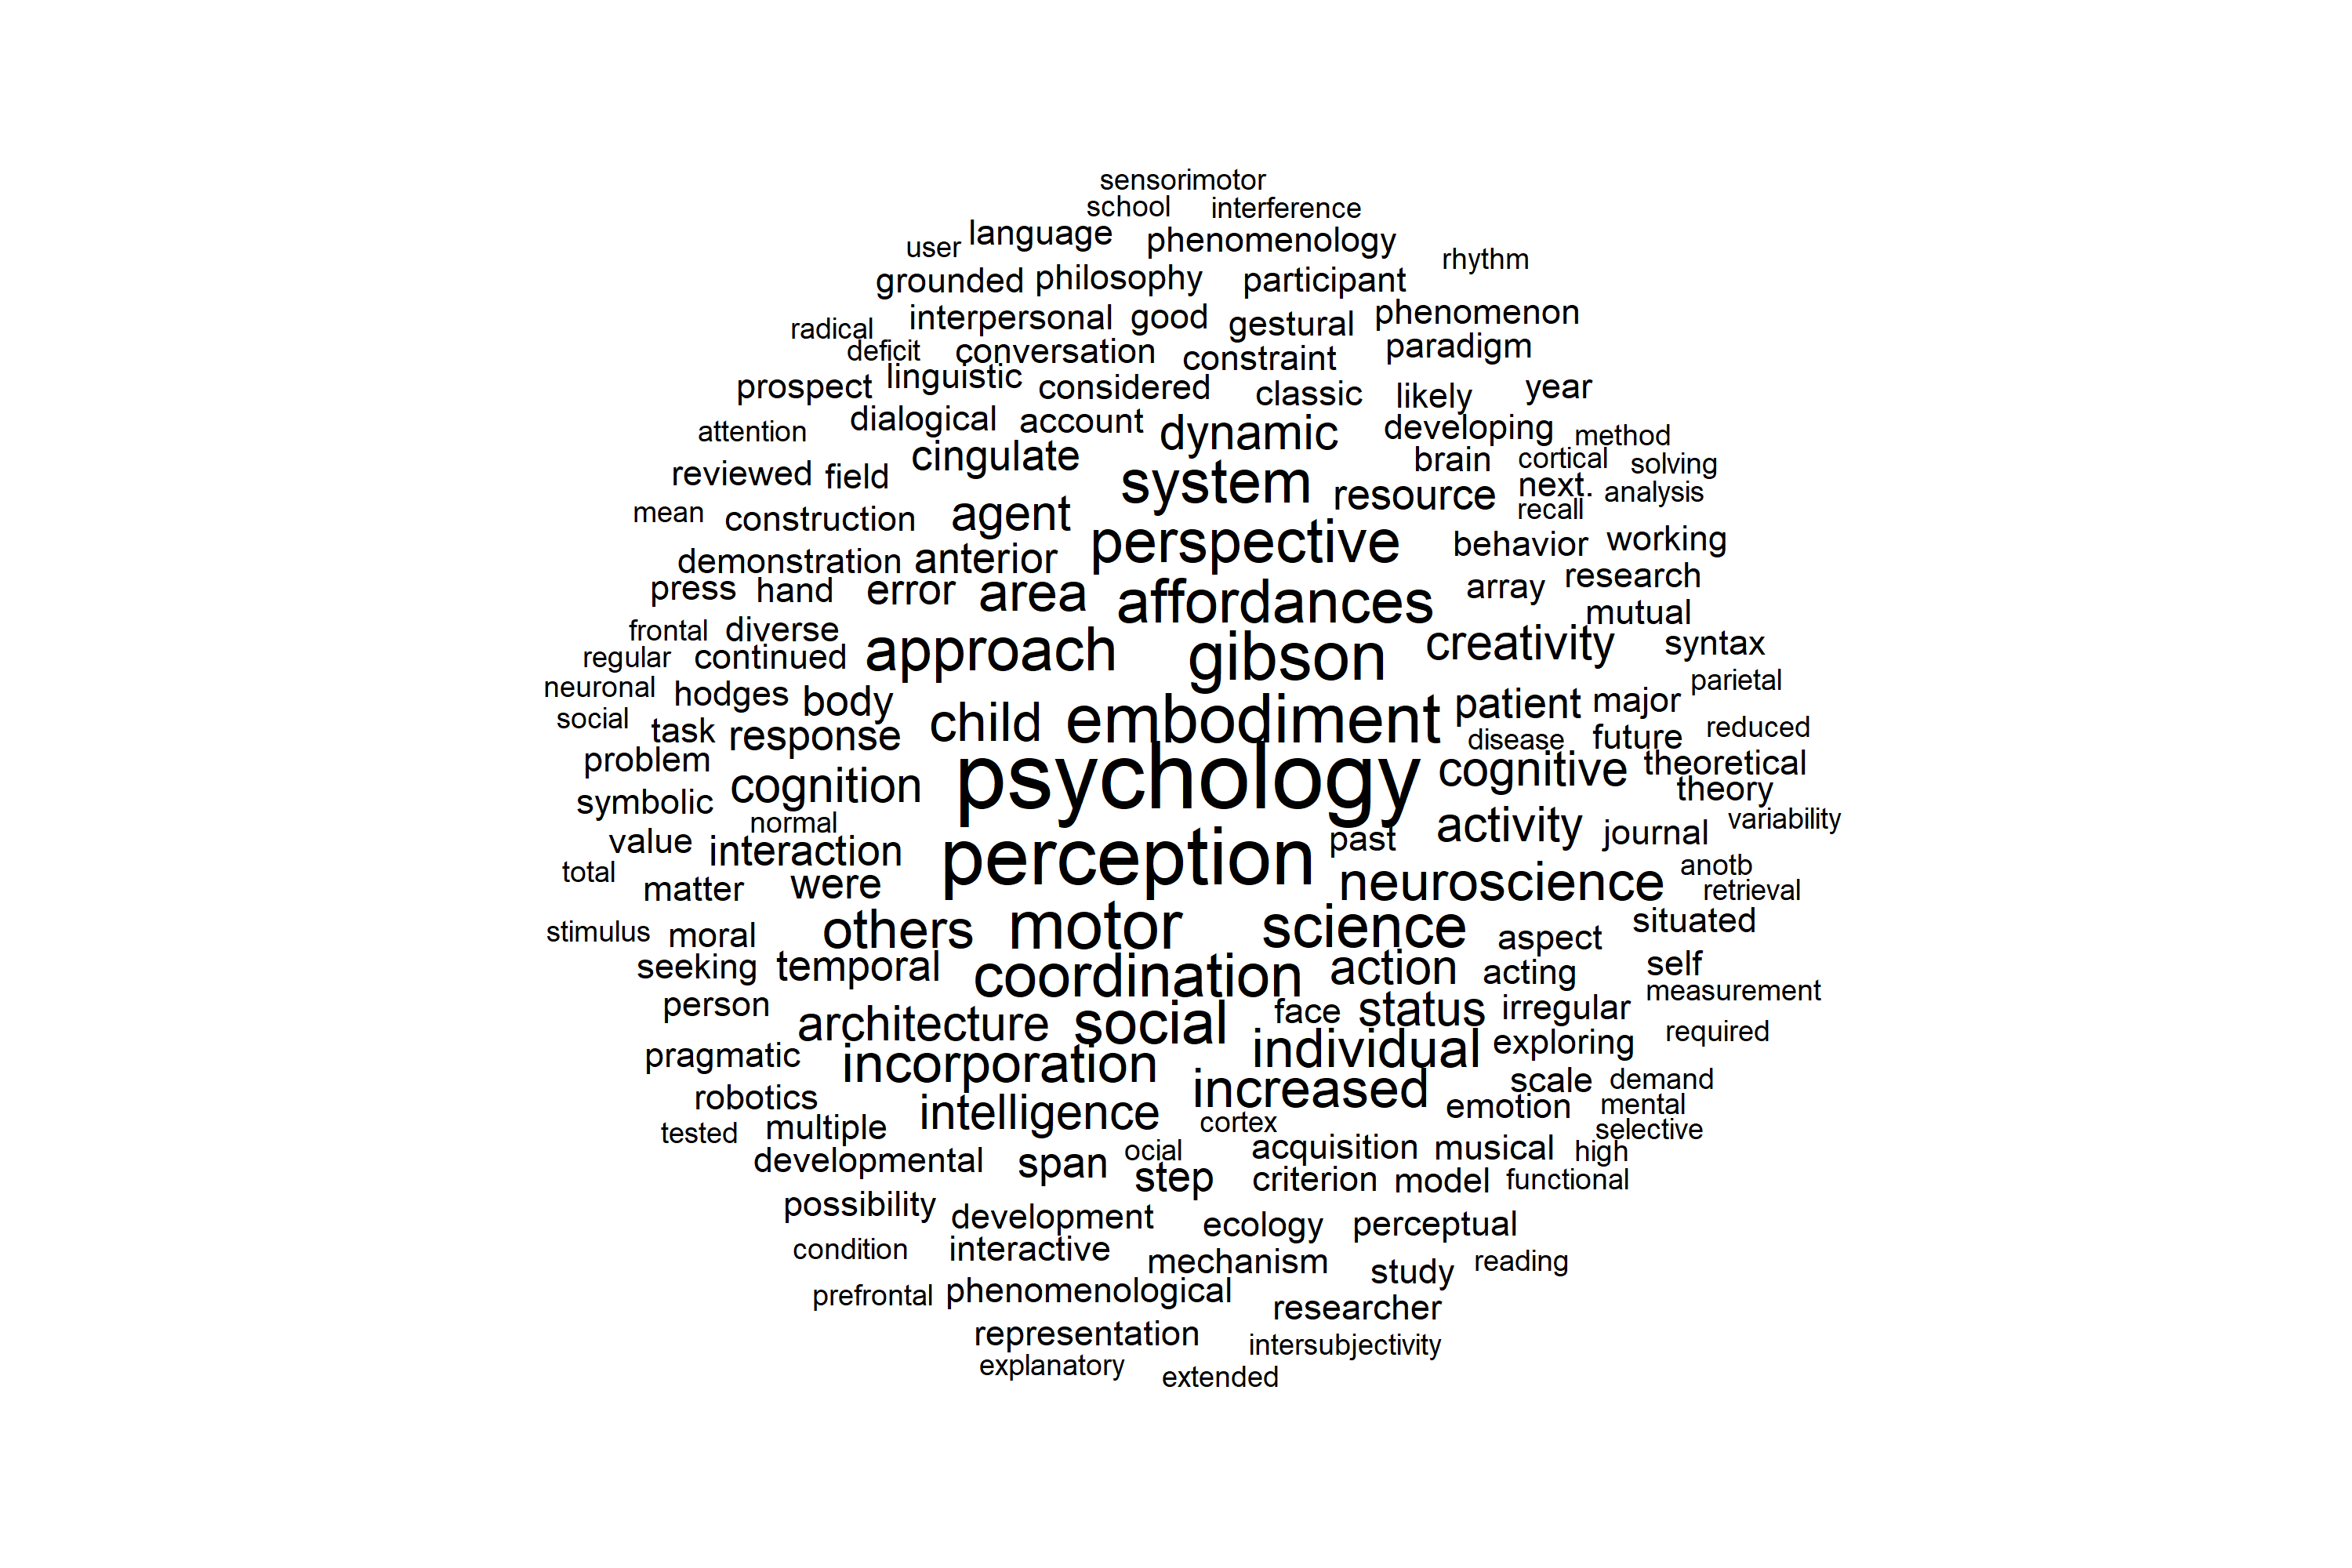 sensorimotor
school interference
language phenomenology
user rhythm
grounded philosophy participant
interpersonal good gestural phenomenon
radical
deficit conversation constraint paradigm
prospect linguistic considered classic likely year
dialogical account dynamic developing
attention method
cingulate brain cortical solving
reviewed field system resource next. analysis
mean construction agent recall
demonstration anterior perspective behavior working
press hand error area affordances array research
mutual
frontal diverse
regular continued approach gibson creativity syntax
neuronal hodges body patient major parietal
social task response child embodiment disease future reduced
problem cognition psychology cognitive theoretical
symbolic theory
value normal activity journal variability
total interaction perception past anotb
matter were neuroscience retrieval
stimulus moral others motor science aspect situated
seeking temporal coordination action acting self
person measurement
architecture social face status irregular
pragmatic incorporation individual exploring required
robotics increased scale demand
tested multiple intelligence cortex emotion mental
selective
developmental span ocial acquisition musical high
step criterion model functional
possibility development ecology perceptual
condition interactive mechanism study reading
prefrontal phenomenological researcher
representation intersubjectivity
explanatory extended